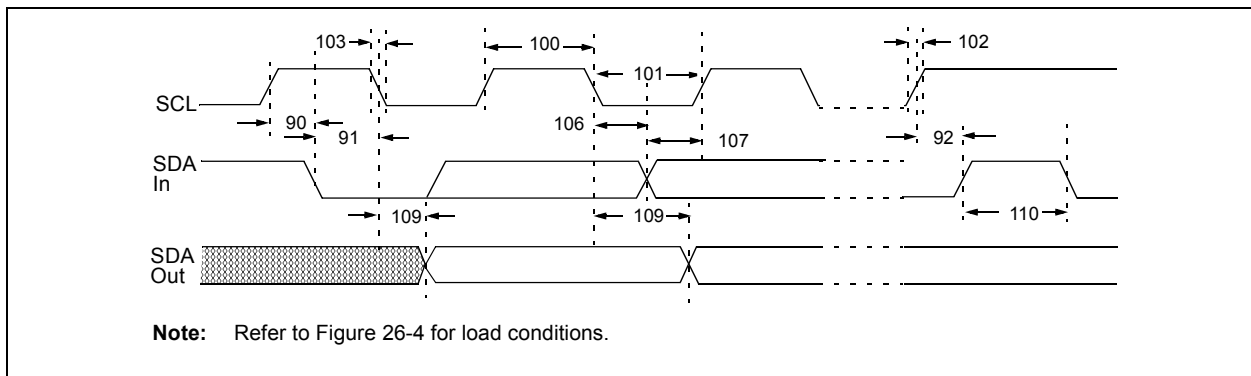 103
100
102
101
SCL
90
91
106
107
92
SDA
In
109
109
110
SDA
Out
Note: Refer to Figure 26-4 for load conditions.